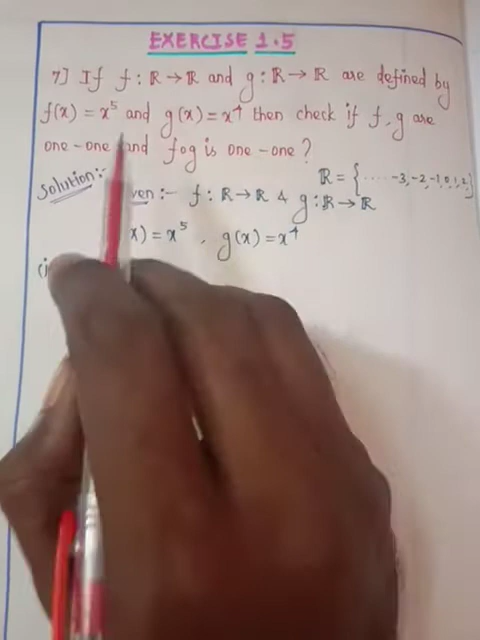 EXERCISE 1.5
7] If f : ℝ → ℝ and g : ℝ → ℝ are defined by
f(x) = x⁵ and g(x) = x⁴ then check if f, g are
one-one and fog is one-one ?
Solution:-
ℝ = {.....-3,-2,-1,0,1,2,
ven :- f : ℝ → ℝ & g : ℝ → ℝ
x) = x⁵ , g(x) = x⁴
(i